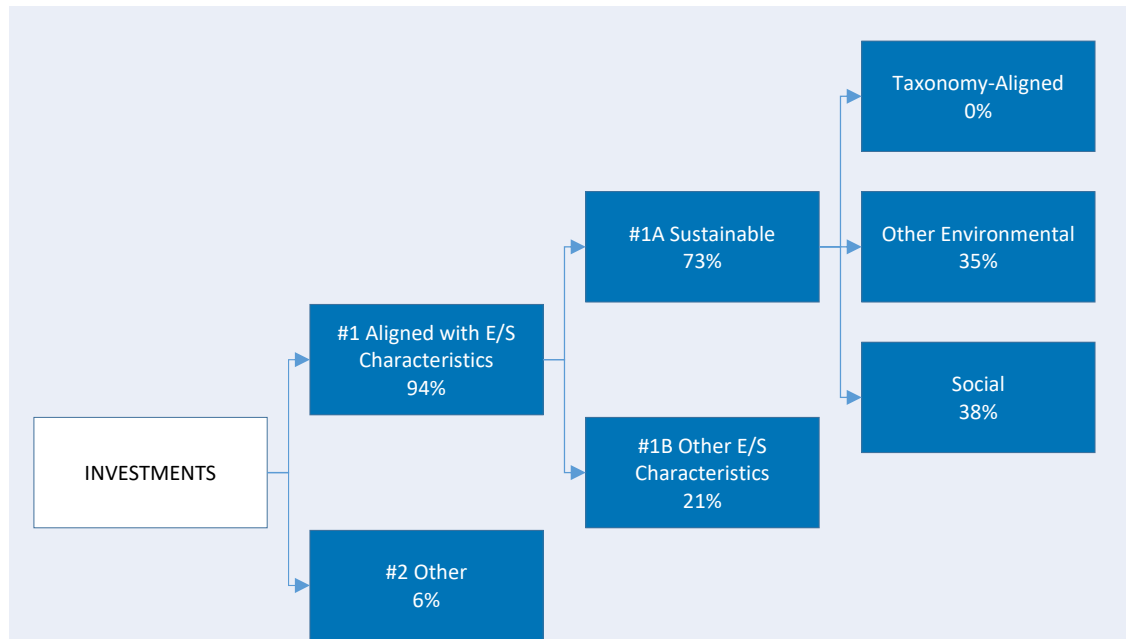 Taxonomy-Aligned
0%
#1A Sustainable
73%
Other Environmental
35%
#1 Aligned with E/S
Characteristics
94%
Social
38%
INVESTMENTS
#1B Other E/S
Characteristics
21%
#2 Other
6%